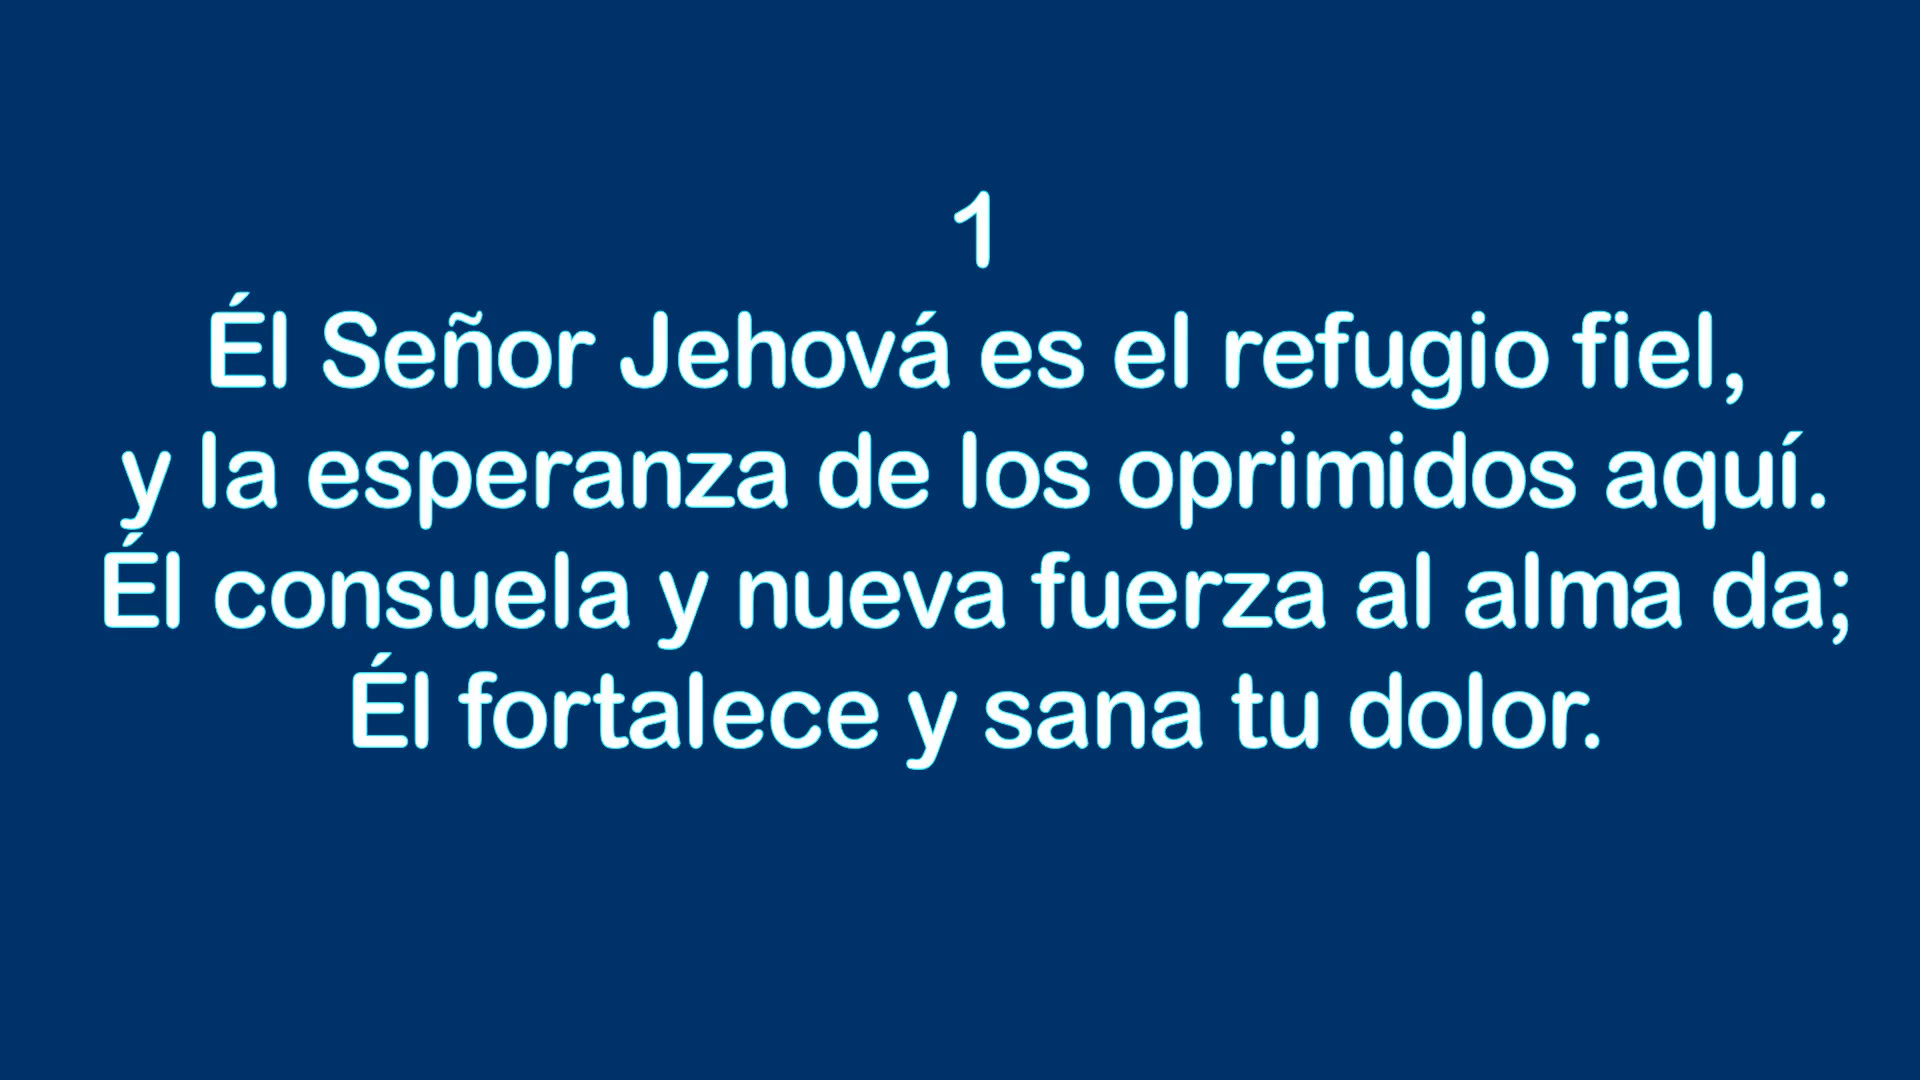 1
Él Señor Jehová es el refugio fiel,
y la esperanza de los oprimidos aquí.
Él consuela y nueva fuerza al alma da;
Él fortalece y sana tu dolor.